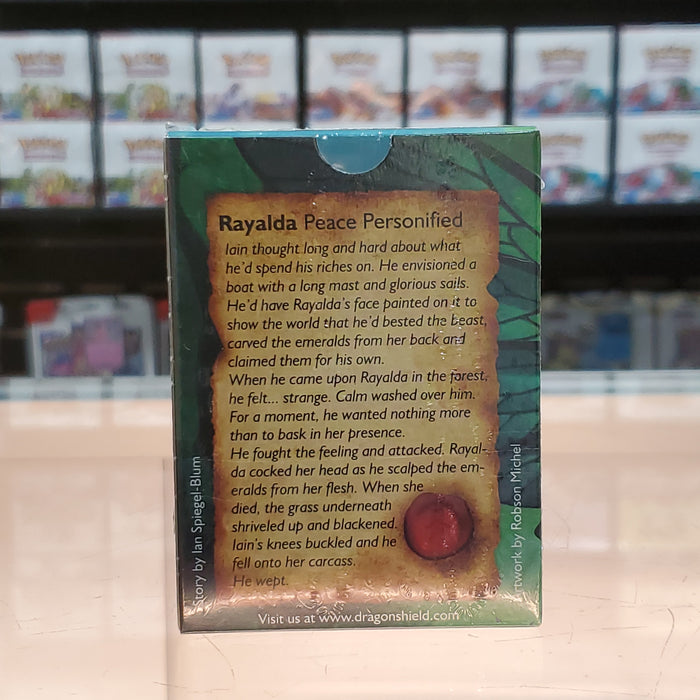 Rayalda Peace Personified
Iain thought long and hard about what
he'd spend his riches on. He envisioned a
boat with a long mast and glorious sails.
He'd have Rayalda's face painted on it to
show the world that he'd bested the beast,
carved the emeralds from her back and
claimed them for his own.
When he came upon Rayalda in the forest,
he felt... strange. Calm washed over him.
For a moment, he wanted nothing more
than to bask in her presence.
He fought the feeling and attacked. Rayal-
da cocked her head as he scalped the em-
eralds from her flesh. When she
died, the grass underneath
shriveled up and blackened.
Iain's knees buckled and he
fell onto her carcass.
He wept.
Story by Ian Spiegel-Blum
Artwork by Robson Michel
Visit us at www.dragonshield.com